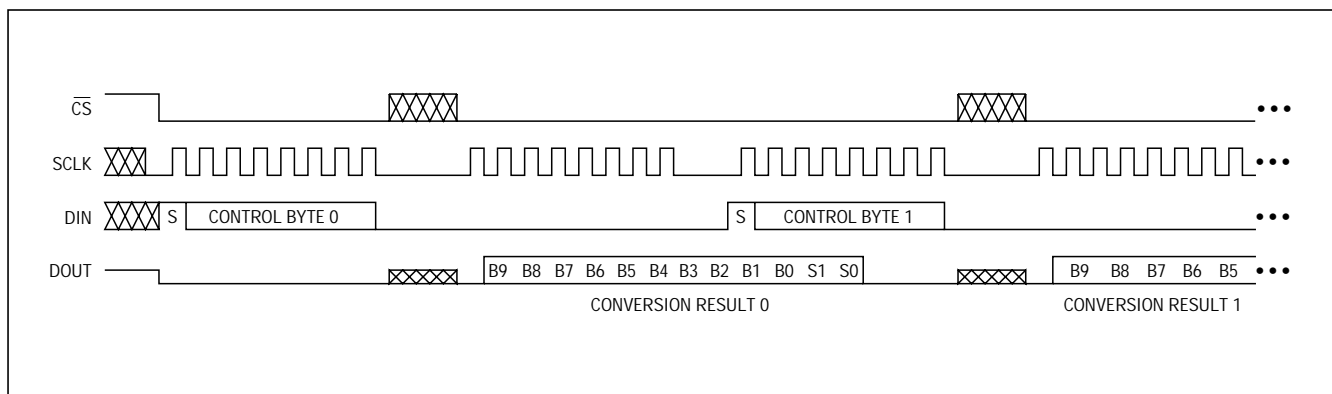 CS
SCLK
DIN S CONTROL BYTE 0 S CONTROL BYTE 1
DOUT B9 B8 B7 B6 B5 B4 B3 B2 B1 B0 S1 S0 B9 B8 B7 B6 B5
CONVERSION RESULT 0 CONVERSION RESULT 1